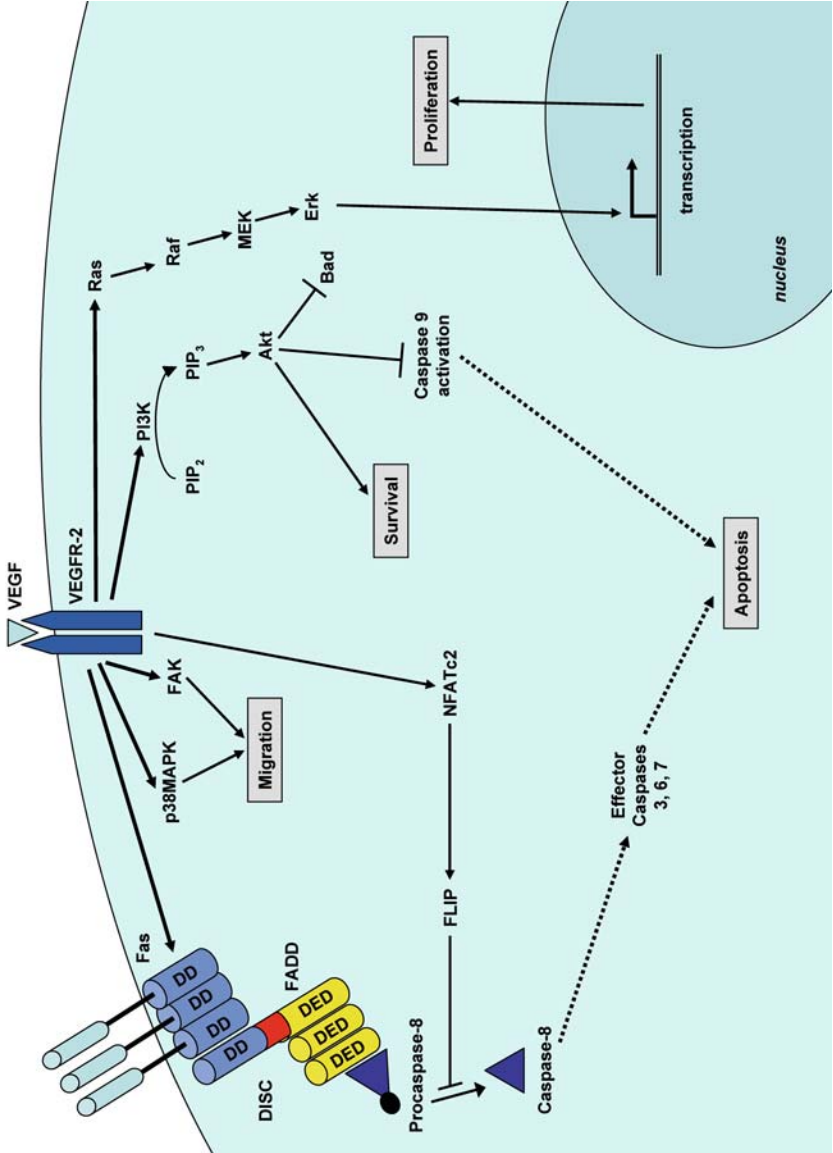 VEGF
VEGFR-2
Fas
DD
DD
DD
DD
FADD
DISC
DED
DED
DED
Procaspase-8
Caspase-8
p38MAPK
FAK
Migration
PI3K
PIP2
PIP3
Akt
Bad
Survival
Caspase 9
activation
Ras
Raf
MEK
Erk
NFATc2
FLIP
Effector
Caspases
3, 6, 7
Apoptosis
Proliferation
transcription
nucleus